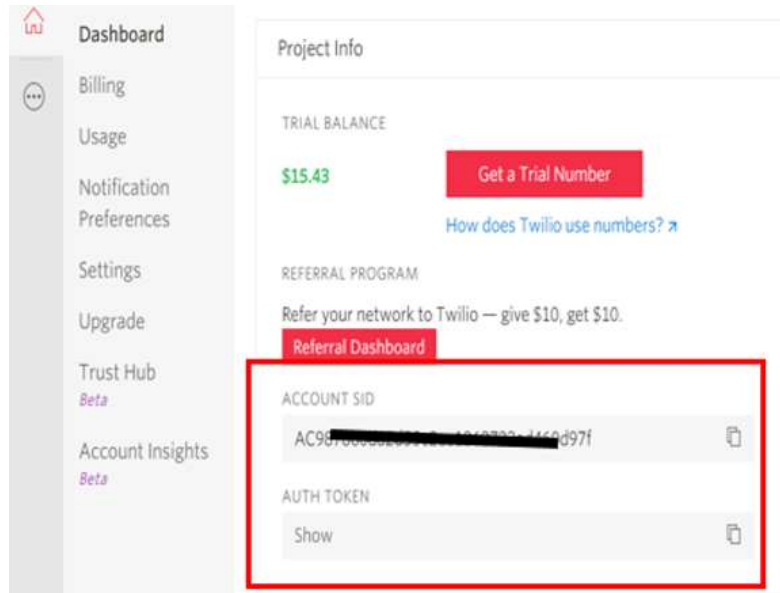 Dashboard
Billing
Usage
Notification
Preferences
Settings
Upgrade
Trust Hub
Beta
Account Insights
Beta
Project Info
TRIAL BALANCE
$15.43
Get a Trial Number
How does Twilio use numbers?
REFERRAL PROGRAM
Refer your network to Twilio — give $10, get $10.
Referral Dashboard
ACCOUNT SID
AUTH TOKEN
Show